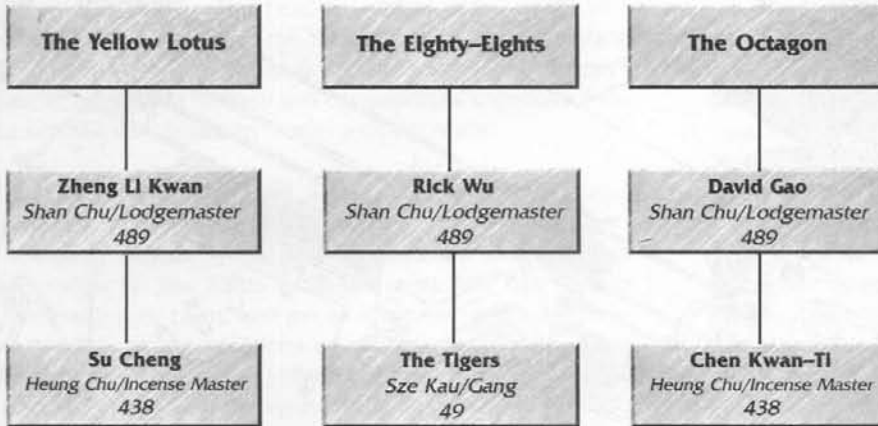 The Yellow Lotus
The Eighty–Eights
The Octagon
Zheng Li Kwan
Shan Chu/Lodgemaster
489
Rick Wu
Shan Chu/Lodgemaster
489
David Gao
Shan Chu/Lodgemaster
489
Su Cheng
Heung Chu/Incense Master
438
The Tigers
Sze Kau/Gang
49
Chen Kwan–Ti
Heung Chu/Incense Master
438